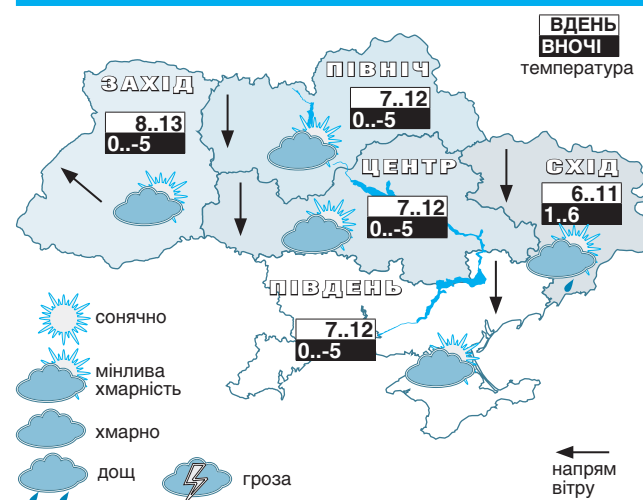 ВДЕНЬ
ВНОЧІ
температура
ПІВНІЧ
7..12
0..-5
ЗАХІД
8..13
0..-5
ЦЕНТР
7..12
0..-5
СХІД
6..11
1..6
ПІВДЕНЬ
7..12
0..-5
сонячно
мінлива
хмарність
хмарно
дощ
гроза
напрям
вітру